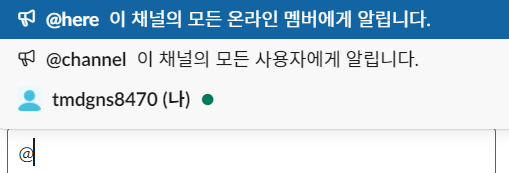 @here 이 채널의 모든 온라인 멤버에게 알립니다.
@channel 이 채널의 모든 사용자에게 알립니다.
tmdgns8470 (나)
@